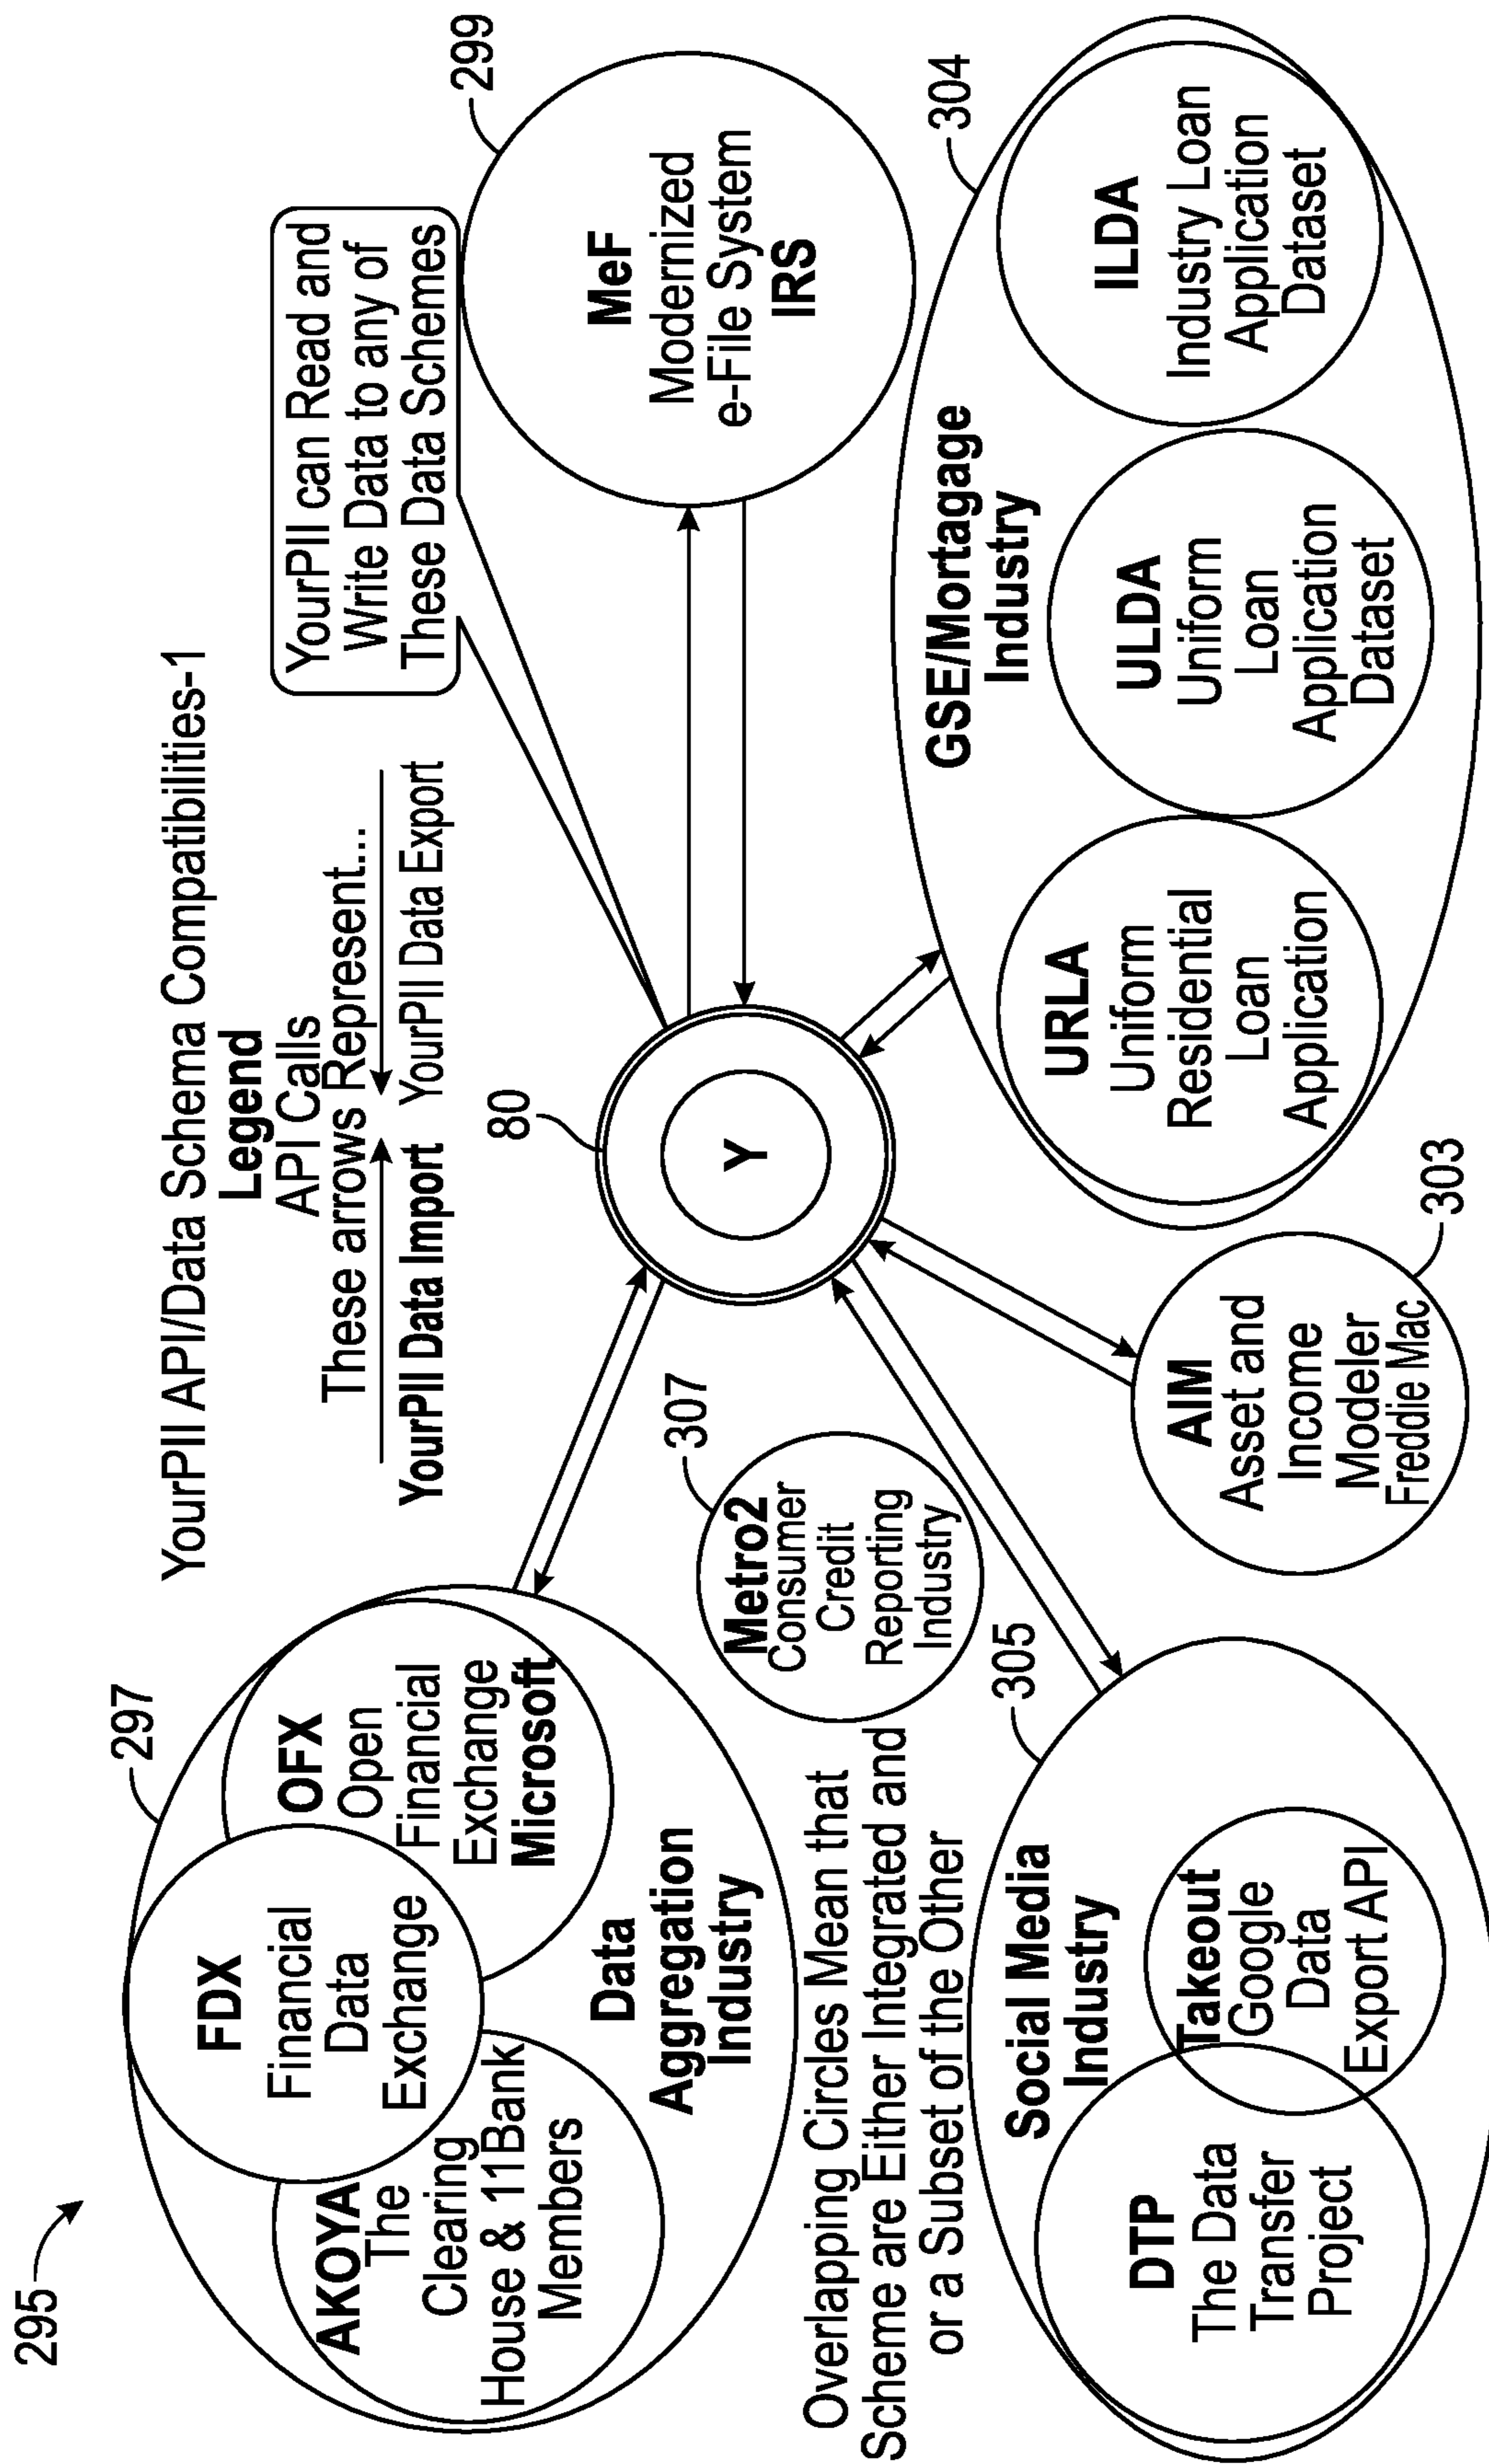 295
YourPII API/Data Schema Compatibilities-1
Legend
API Calls
These arrows Represent...
YourPII Data Import
YourPII Data Export
YourPII can Read and
Write Data to any of
These Data Schemes
297
FDX
Financial
Data
Exchange
AKOYA
The
Clearing
House & 11Bank
Members
OFX
Open
Financial
Exchange
Microsoft
Data
Aggregation
Industry
80
Y
299
MeF
Modernized
e-File System
IRS
307
Metro2
Consumer
Credit
Reporting
Industry
Overlapping Circles Mean that
Scheme are Either Integrated and
or a Subset of the Other
305
Social Media
Industry
DTP
The Data
Transfer
Project
Takeout
Google
Data
Export API
303
AIM
Asset and
Income
Modeler
Freddie Mac
304
GSE/Mortagage
Industry
URLA
Uniform
Residential
Loan
Application
ULDA
Uniform
Loan
Application
Dataset
ILDA
Industry Loan
Application
Dataset